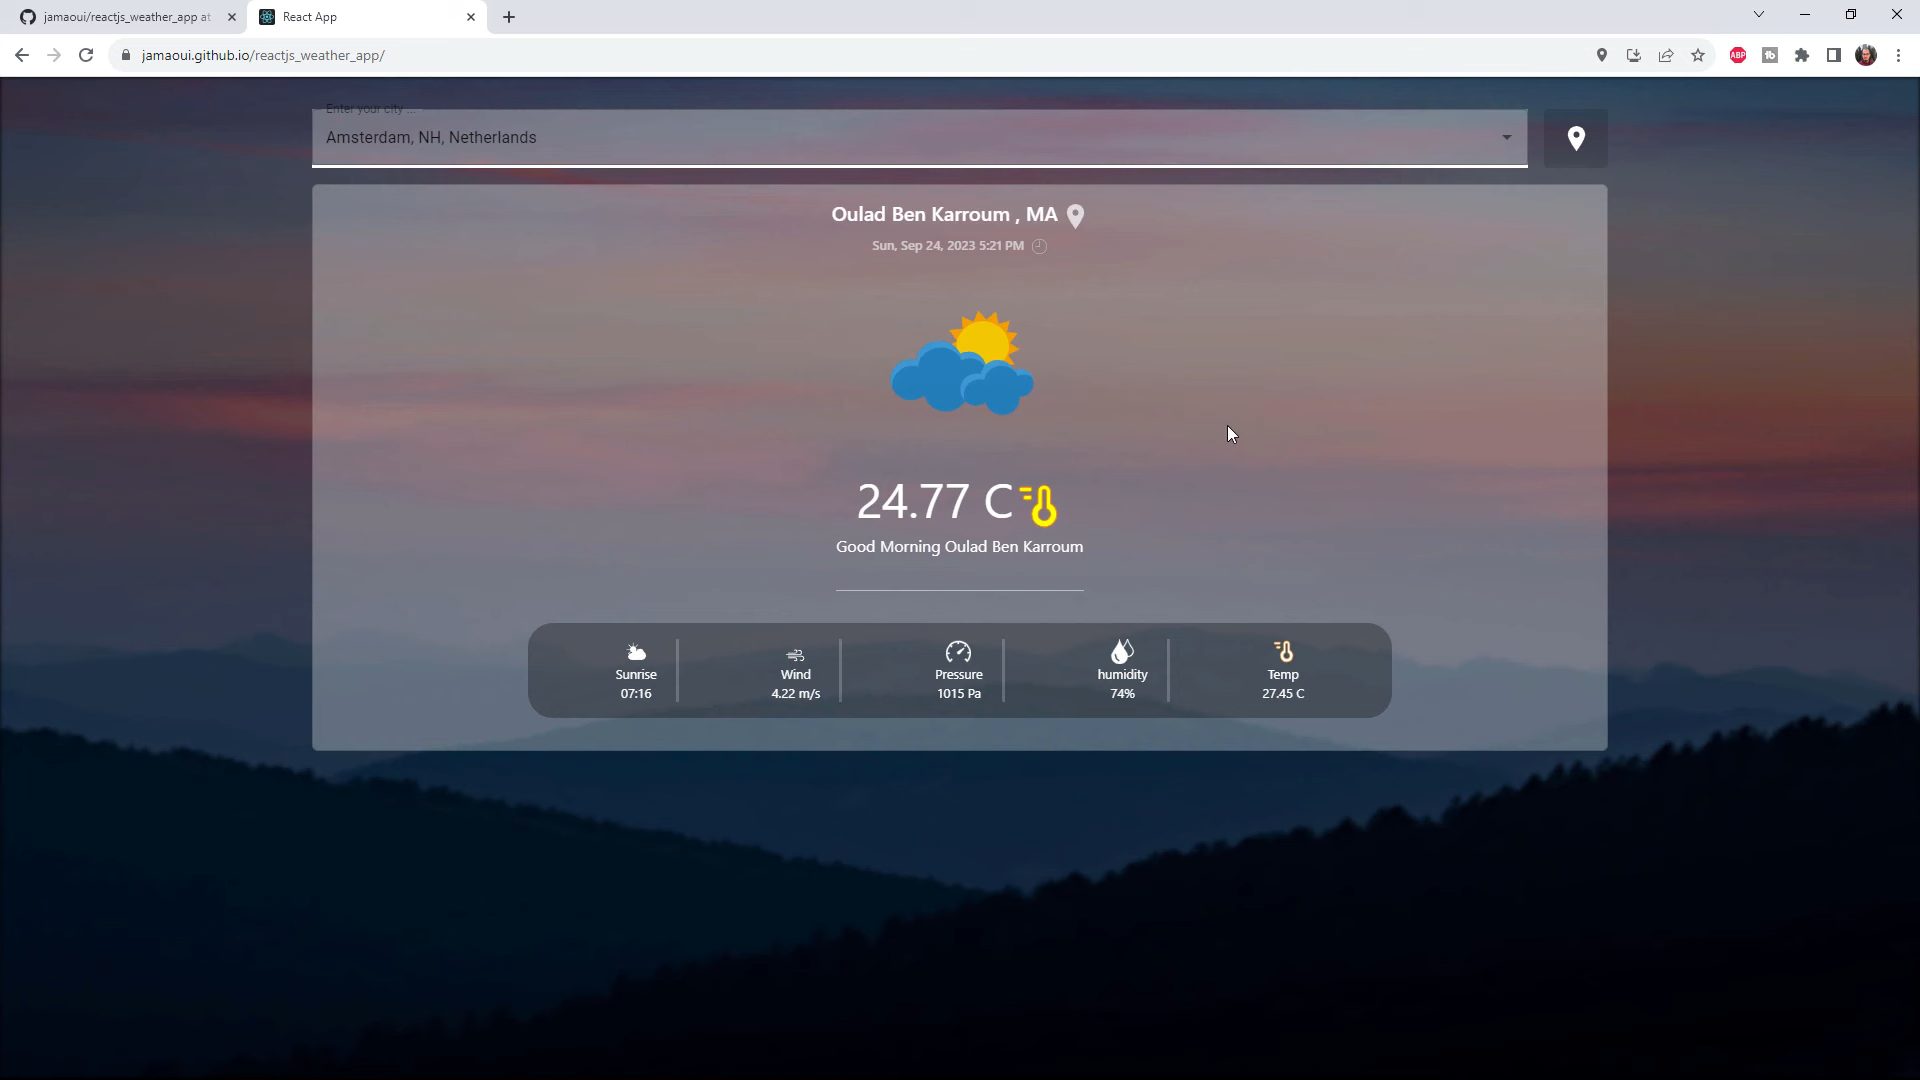 jamaoui/reactjs_weather_app at
React App
jamaoui.github.io/reactjs_weather_app/
ABP
Enter your city ...
Amsterdam, NH, Netherlands
Oulad Ben Karroum , MA
Sun, Sep 24, 2023 5:21 PM
24.77 C
Good Morning Oulad Ben Karroum
Sunrise
07:16
Wind
4.22 m/s
Pressure
1015 Pa
humidity
74%
Temp
27.45 C